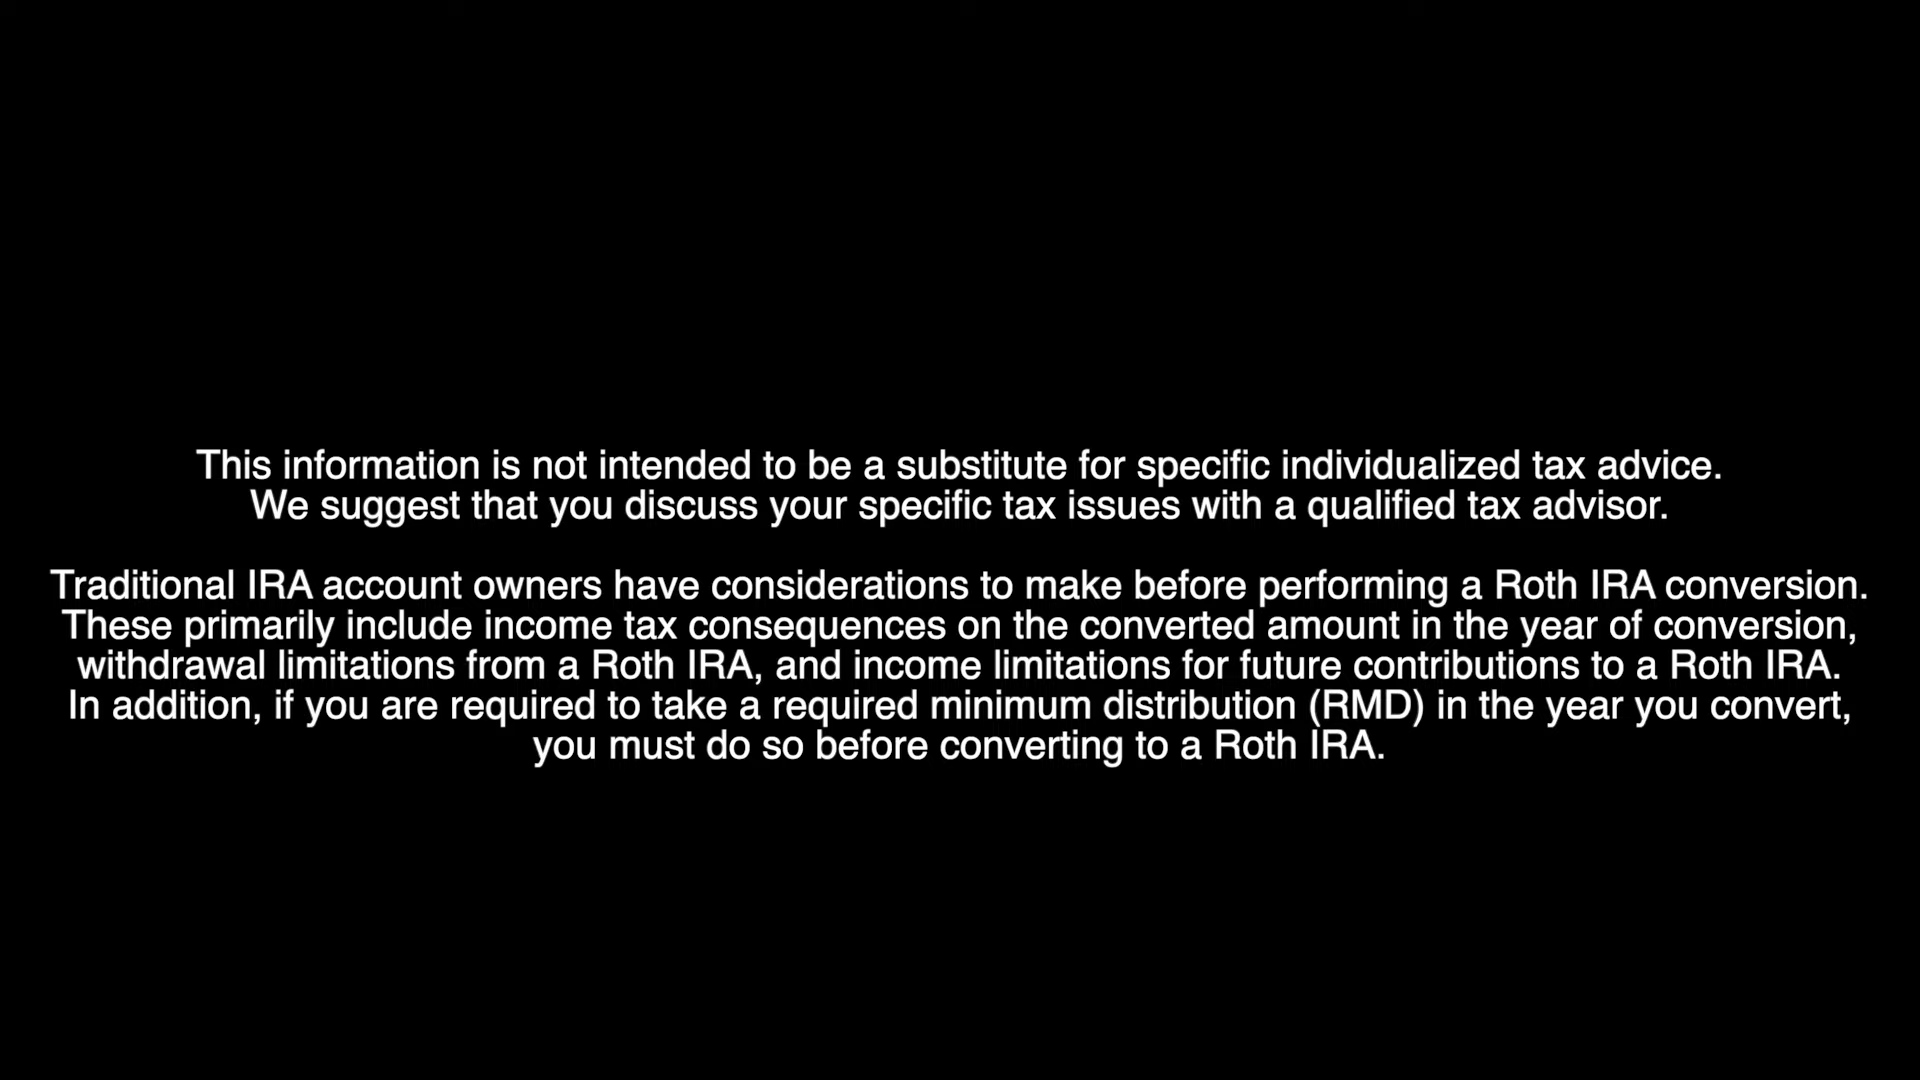 This information is not intended to be a substitute for specific individualized tax advice.
We suggest that you discuss your specific tax issues with a qualified tax advisor.
Traditional IRA account owners have considerations to make before performing a Roth IRA conversion.
These primarily include income tax consequences on the converted amount in the year of conversion,
withdrawal limitations from a Roth IRA, and income limitations for future contributions to a Roth IRA.
In addition, if you are required to take a required minimum distribution (RMD) in the year you convert,
you must do so before converting to a Roth IRA.